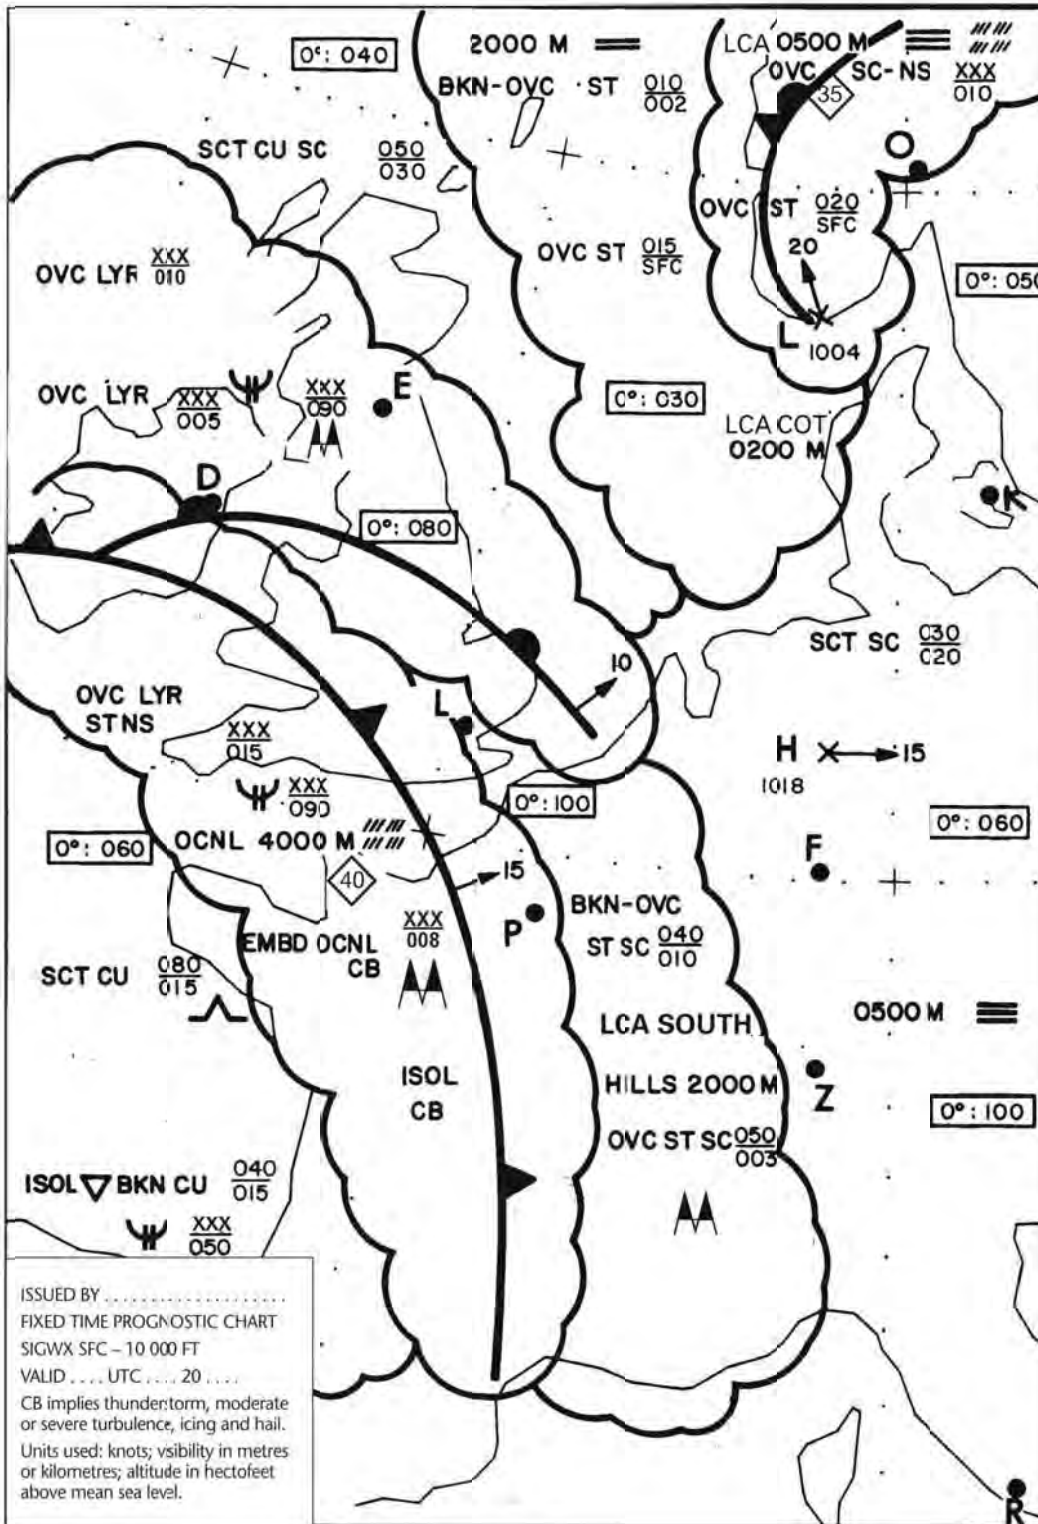 0°: 040
2000 M
BKN-OVC ST 010
002
LCA 0500 M
OVC SC-NS XXX
010
35
SCT CU SC 050
030
O
OVC ST 020
SFC
20
OVC LYR XXX
010
OVC ST 015
SFC
0°: 050
L 1004
OVC LYR XXX
005
XXX
090
E
0°: 030
LCA COT
0200 M
D
K
0°: 080
SCT SC 030
020
10
OVC LYR
ST NS
XXX
015
L
H
15
1018
XXX
090
0°: 100
0°: 060
OCNL 4000 M
0°: 060
40
15
F
EMBD OCNL
CB
XXX
008
P
BKN-OVC
ST SC 040
010
SCT CU 080
015
LCA SOUTH
0500 M
ISOL
CB
HILLS 2000 M
Z
0°: 100
OVC ST SC 050
003
ISOL BKN CU 040
015
XXX
050
ISSUED BY . . . . . . . . . . . . . . . . . . . .
FIXED TIME PROGNOSTIC CHART
SIGWX SFC – 10 000 FT
VALID . . . . UTC . . . . 20 . . . .
CB implies thunderstorm, moderate
or severe turbulence, icing and hail.
Units used: knots; visibility in metres
or kilometres; altitude in hectofeet
above mean sea level.
R